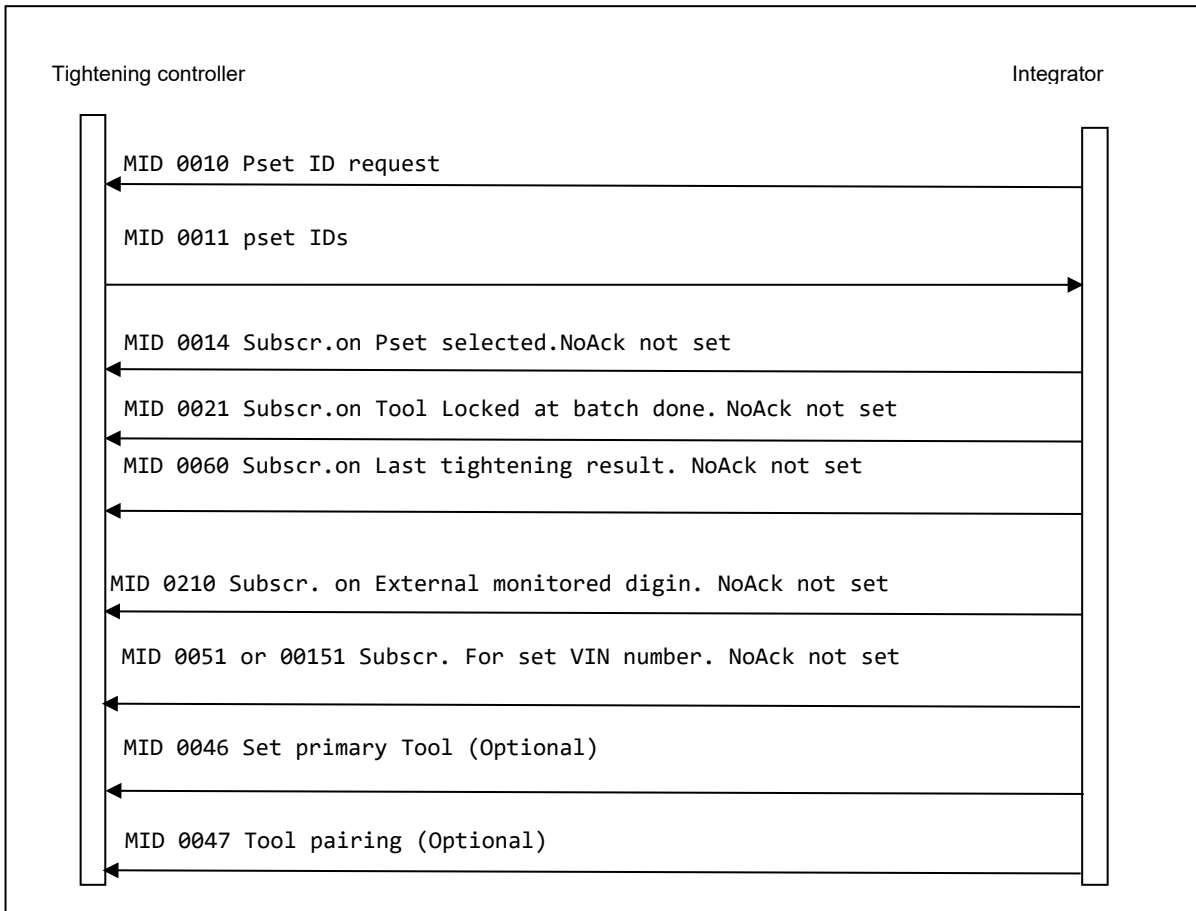 Tightening controller
Integrator
MID 0010 Pset ID request
MID 0011 pset IDs
MID 0014 Subscr.on Pset selected.NoAck not set
MID 0021 Subscr.on Tool Locked at batch done. NoAck not set
MID 0060 Subscr.on Last tightening result. NoAck not set
MID 0210 Subscr. on External monitored digin. NoAck not set
MID 0051 or 00151 Subscr. For set VIN number. NoAck not set
MID 0046 Set primary Tool (Optional)
MID 0047 Tool pairing (Optional)